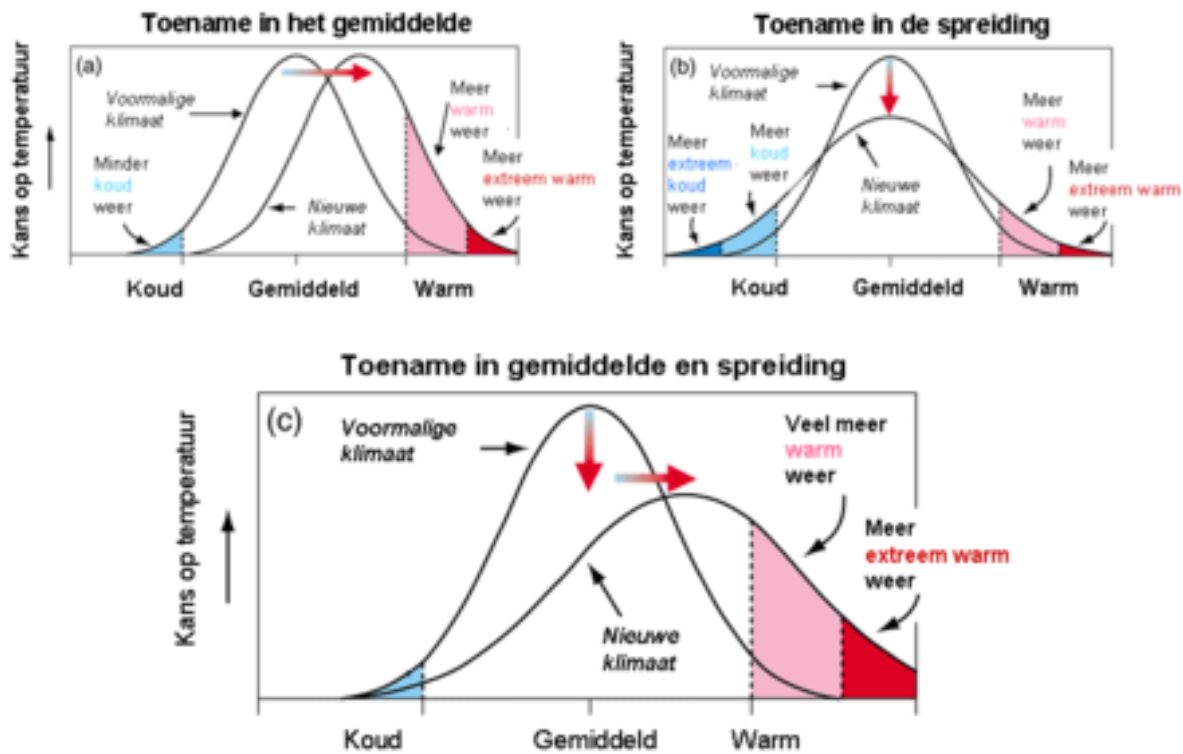 Toename in het gemiddelde
Kans op temperatuur
(a)
Voormalige
klimaat
Minder
koud
weer
Nieuwe
klimaat
Meer
warm
weer
Meer
extreem warm
weer
Koud
Gemiddeld
Warm
Toename in de spreiding
Kans op temperatuur
(b)
Voormalige
klimaat
Meer
extreem
koud
weer
Meer
koud
weer
Nieuwe
klimaat
Meer
warm
weer
Meer
extreem warm
weer
Koud
Gemiddeld
Warm
Toename in gemiddelde en spreiding
Kans op temperatuur
(c)
Voormalige
klimaat
Nieuwe
klimaat
Veel meer
warm
weer
Meer
extreem warm
weer
Koud
Gemiddeld
Warm